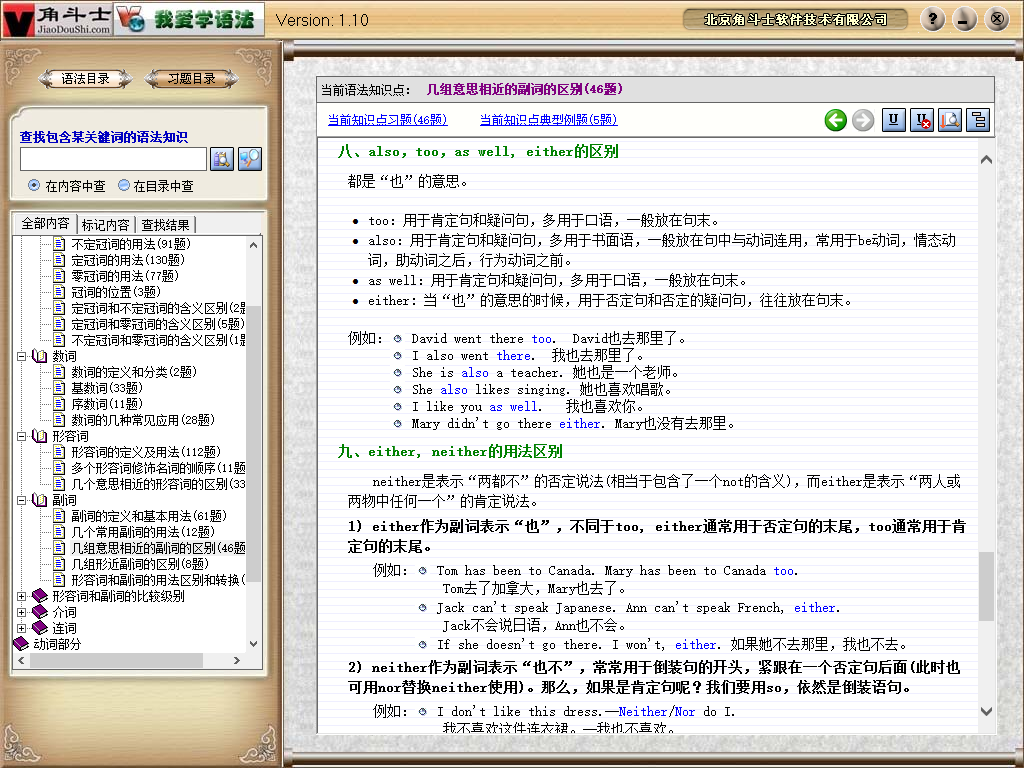 角斗士
JiaoDouShi.com
我爱学语法
Version: 1.10
北京角斗士软件技术有限公司
语法目录
习题目录
查找包含某关键词的语法知识
在内容中查
在目录中查
全部内容
标记内容
查找结果
不定冠词的用法(91题)
定冠词的用法(130题)
零冠词的用法(77题)
冠词的位置(3题)
定冠词和不定冠词的含义区别(2题
定冠词和零冠词的含义区别(5题)
不定冠词和零冠词的含义区别(1题
数词
数词的定义和分类(2题)
基数词(33题)
序数词(11题)
数词的几种常见应用(28题)
形容词
形容词的定义及用法(112题)
多个形容词修饰名词的顺序(11题
几个意思相近的形容词的区别(33
副词
副词的定义和基本用法(61题)
几个常用副词的用法(12题)
几组意思相近的副词的区别(46题
几组形近副词的区别(8题)
形容词和副词的用法区别和转换(
形容词和副词的比较级别
介词
连词
动词部分
当前语法知识点： 几组意思相近的副词的区别(46题)
当前知识点习题(46题)
当前知识点典型例题(5题)
八、also, too, as well, either的区别
都是“也”的意思。
too: 用于肯定句和疑问句，多用于口语，一般放在句末。
also: 用于肯定句和疑问句，多用于书面语，一般放在句中与动词连用，常用于be动词，情态动
词，助动词之后，行为动词之前。
as well: 用于肯定句和疑问句，多用于口语，一般放在句末。
either: 当“也”的意思的时候，用于否定句和否定的疑问句，往往放在句末。
例如： David went there too. David也去那里了。
I also went there. 我也去那里了。
She is also a teacher. 她也是一个老师。
She also likes singing. 她也喜欢唱歌。
I like you as well. 我也喜欢你。
Mary didn't go there either. Mary也没有去那里。
九、either, neither的用法区别
neither是表示“两都不”的否定说法(相当于包含了一个not的含义)，而either是表示“两人或
两物中任何一个”的肯定说法。
1) either作为副词表示“也”，不同于too, either通常用于否定句的末尾，too通常用于肯
定句的末尾。
例如： Tom has been to Canada. Mary has been to Canada too.
Tom去了加拿大，Mary也去了。
Jack can't speak Japanese. Ann can't speak French, either.
Jack不会说日语，Ann也不会。
If she doesn't go there. I won't, either. 如果她不去那里，我也不去。
2) neither作为副词表示“也不”，常常用于倒装句的开头，紧跟在一个否定句后面(此时也
可用nor替换neither使用)。那么，如果是肯定句呢？我们要用so，依然是倒装语句。
例如： I don't like this dress.—Neither/Nor do I.
我不喜欢这件连衣裙。—我也不喜欢。